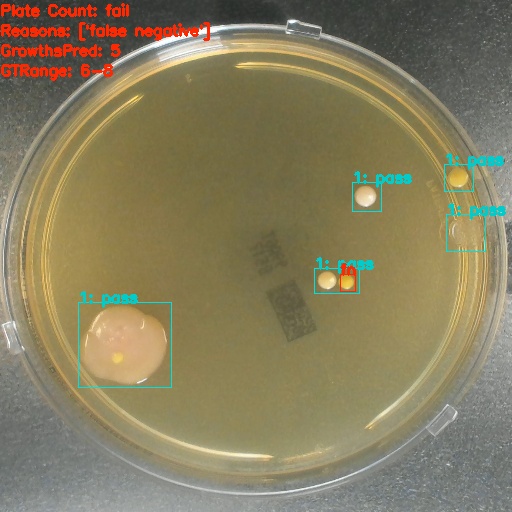 Plate Count: fail
Reasons: ['false negative']
GrowthsPred: 5
GTRange: 6-8
1: pass
1: pass
1: pass
1: pass
1: pass